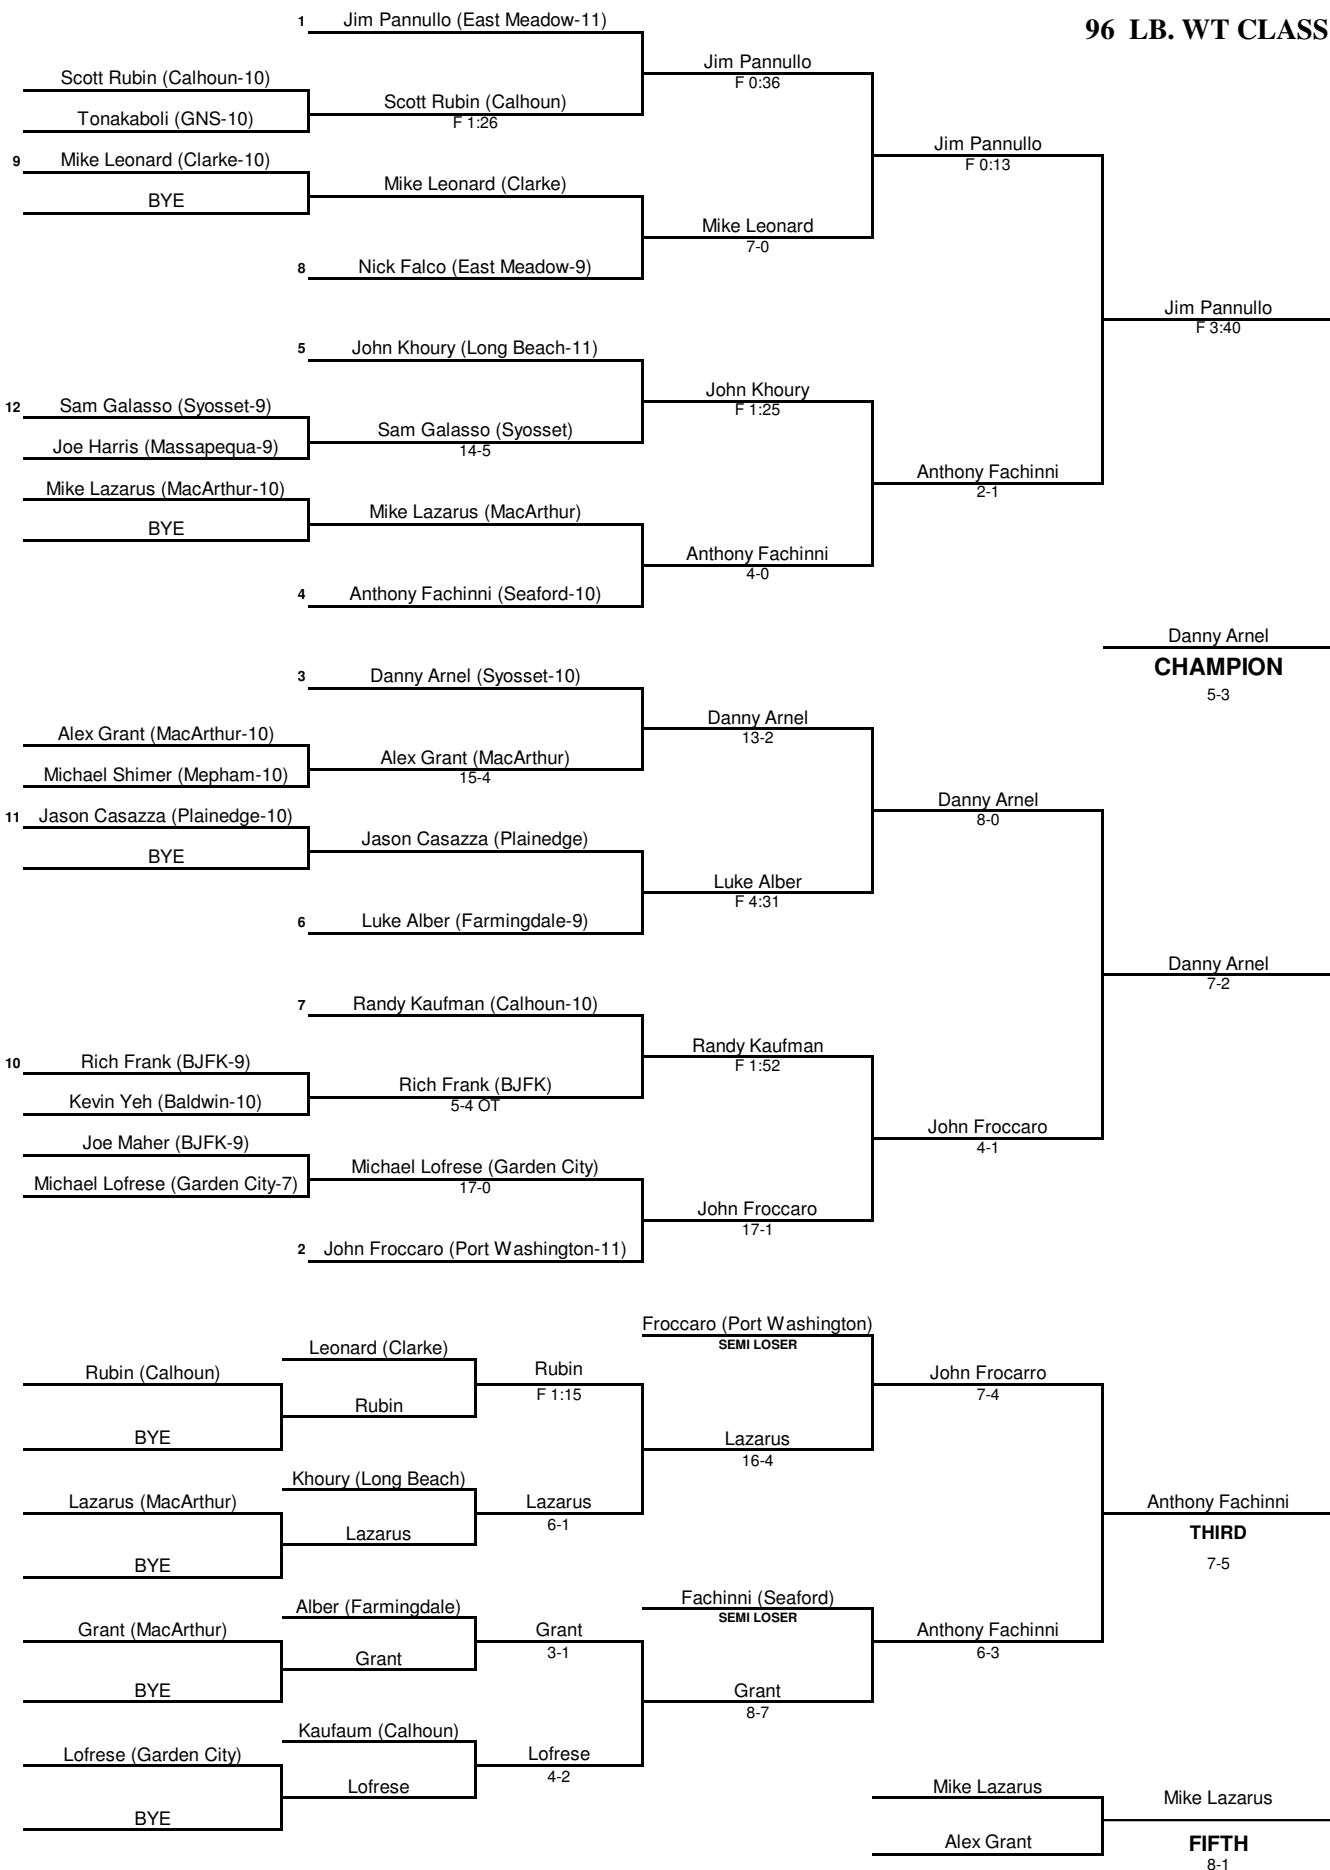 96 LB. WT CLASS
1 Jim Pannullo (East Meadow-11)
Jim Pannullo
F 0:36
Scott Rubin (Calhoun-10)
Scott Rubin (Calhoun)
F 1:26
Tonakaboli (GNS-10)
Jim Pannullo
F 0:13
9 Mike Leonard (Clarke-10)
Mike Leonard (Clarke)
BYE
Mike Leonard
7-0
8 Nick Falco (East Meadow-9)
Jim Pannullo
F 3:40
5 John Khoury (Long Beach-11)
John Khoury
F 1:25
12 Sam Galasso (Syosset-9)
Sam Galasso (Syosset)
14-5
Joe Harris (Massapequa-9)
Anthony Fachinni
2-1
Mike Lazarus (MacArthur-10)
Mike Lazarus (MacArthur)
BYE
Anthony Fachinni
4-0
4 Anthony Fachinni (Seaford-10)
Danny Arnel
CHAMPION
5-3
3 Danny Arnel (Syosset-10)
Danny Arnel
13-2
Alex Grant (MacArthur-10)
Alex Grant (MacArthur)
15-4
Michael Shimer (Mepham-10)
Danny Arnel
8-0
11 Jason Casazza (Plainedge-10)
Jason Casazza (Plainedge)
BYE
Luke Alber
F 4:31
6 Luke Alber (Farmingdale-9)
Danny Arnel
7-2
7 Randy Kaufman (Calhoun-10)
Randy Kaufman
F 1:52
10 Rich Frank (BJFK-9)
Rich Frank (BJFK)
5-4 OT
Kevin Yeh (Baldwin-10)
John Froccaro
4-1
Joe Maher (BJFK-9)
Michael Lofrese (Garden City)
17-0
Michael Lofrese (Garden City-7)
John Froccaro
17-1
2 John Froccaro (Port Washington-11)
Froccaro (Port Washington)
SEMI LOSER
Leonard (Clarke)
Rubin
F 1:15
John Frocarro
7-4
Rubin (Calhoun)
Rubin
BYE
Lazarus
16-4
Khoury (Long Beach)
Lazarus
6-1
Lazarus (MacArthur)
Lazarus
BYE
Anthony Fachinni
THIRD
7-5
Fachinni (Seaford)
SEMI LOSER
Alber (Farmingdale)
Grant
3-1
Anthony Fachinni
6-3
Grant (MacArthur)
Grant
BYE
Grant
8-7
Kaufaum (Calhoun)
Lofrese
4-2
Lofrese (Garden City)
Lofrese
BYE
Mike Lazarus
Mike Lazarus
Alex Grant
FIFTH
8-1